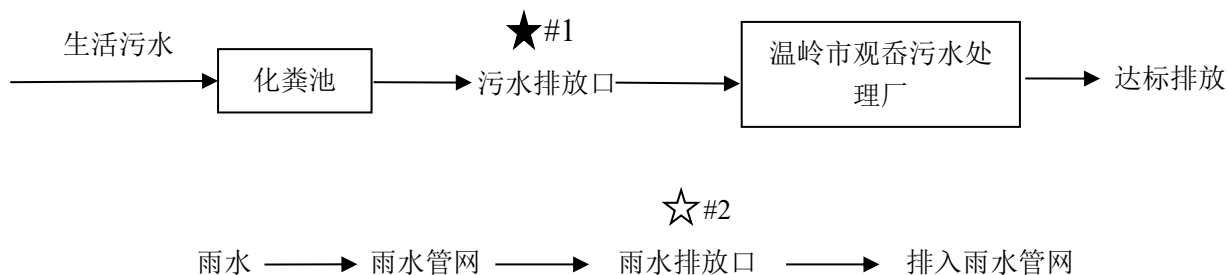 ★#1
生活污水
化粪池
污水排放口
温岭市观岙污水处
理厂
达标排放
☆#2
雨水
雨水管网
雨水排放口
排入雨水管网